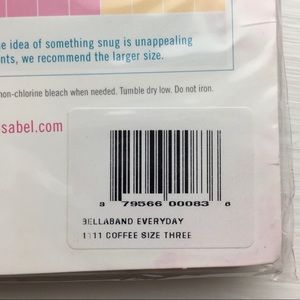 e idea of something snug is unappealing
nts, we recommend the larger size.
non-chlorine bleach when needed. Tumble dry low. Do not iron.
sabel.com
3 79566 00083 6
BELLABAND EVERYDAY
1111 COFFEE SIZE THREE